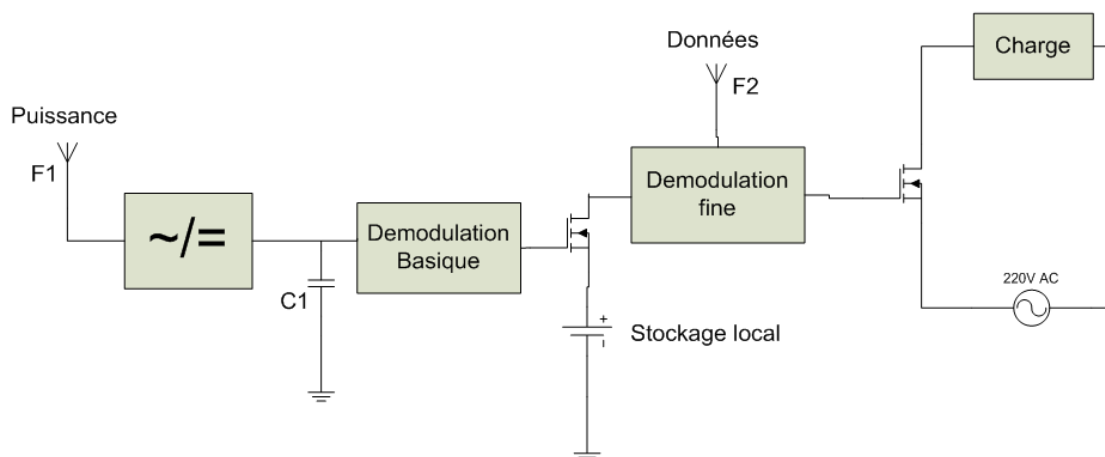 Puissance
F1
~/=
C1
Demodulation
Basique
+
-
Stockage local
Données
F2
Demodulation
fine
Charge
220V AC